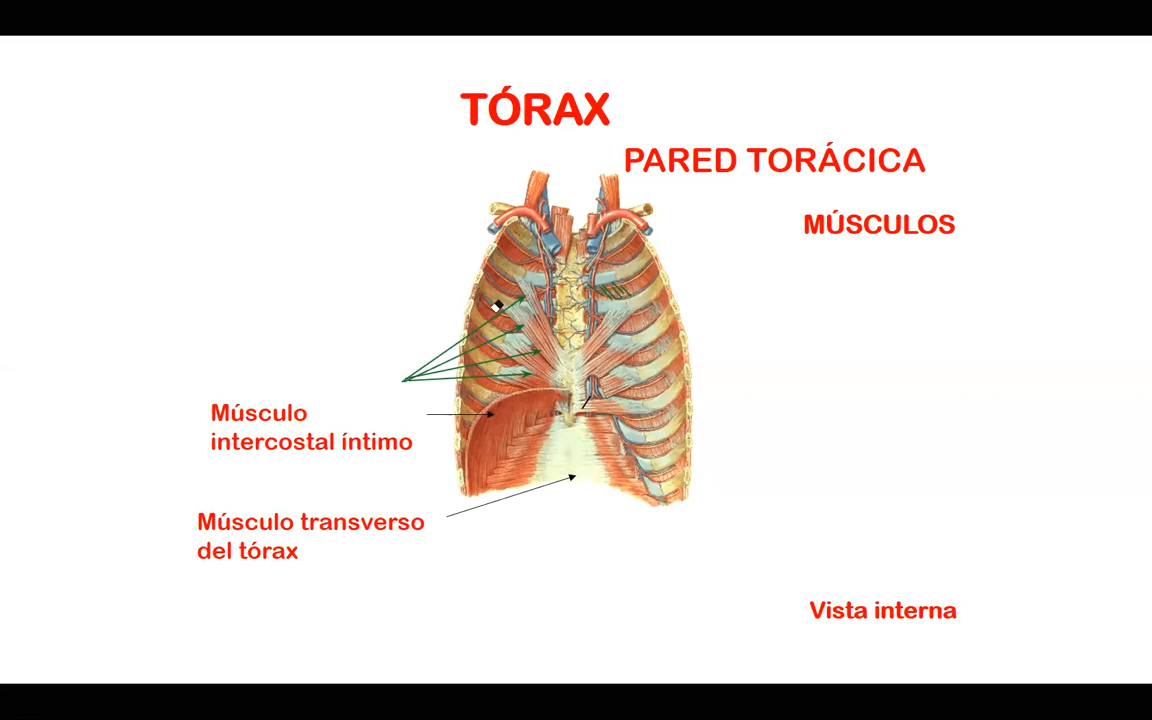 TÓRAX
PARED TORÁCICA
MÚSCULOS
Músculo
intercostal íntimo
Músculo transverso
del tórax
Vista interna